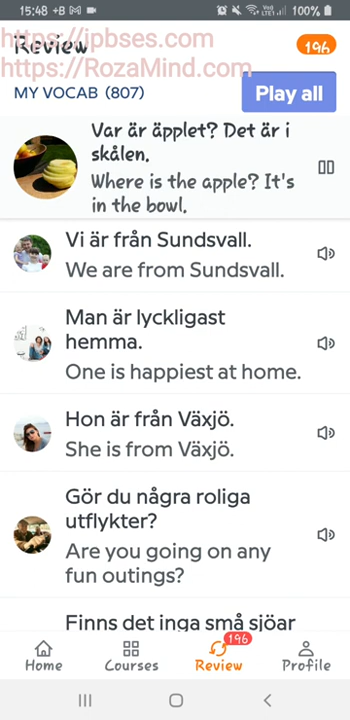 15:48 +B
100%
https://jpbses.com
Review
196
https://RozaMind.com
MY VOCAB (807)
Play all
Var är äpplet? Det är i
skålen.
Where is the apple? It's
in the bowl.
Vi är från Sundsvall.
We are from Sundsvall.
Man är lyckligast
hemma.
One is happiest at home.
Hon är från Växjö.
She is from Växjö.
Gör du några roliga
utflykter?
Are you going on any
fun outings?
Finns det inga små sjöar
196
Home
Courses
Review
Profile